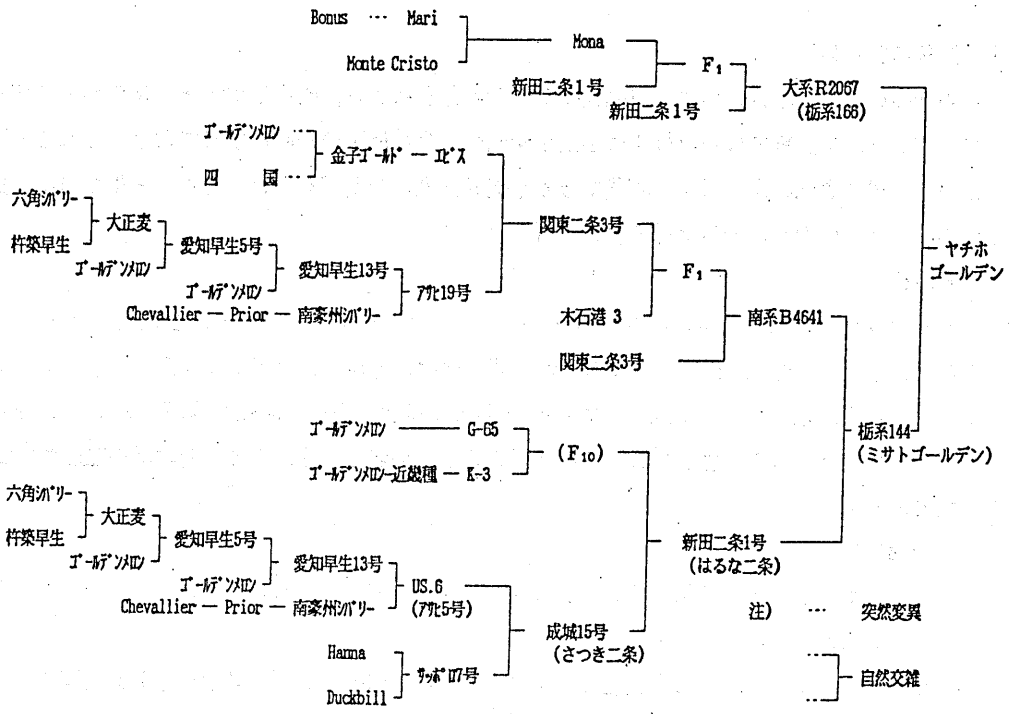 Bonus … Mari
Mona
Monte Cristo
F₁
新田二条1号
大系R2067
新田二条1号
(栃系166)
ｺﾞｰﾙﾃﾞﾝﾒﾛﾝ
金子ｺﾞｰﾙﾄﾞ — ｴﾋﾞｽ
四 国
六角ｼﾊﾞﾘｰ
大正麦
関東二条3号
杵築早生
愛知早生5号
ヤチホ
ゴールデン
ｺﾞｰﾙﾃﾞﾝﾒﾛﾝ
愛知早生13号
F₁
ｺﾞｰﾙﾃﾞﾝﾒﾛﾝ
ｱｻﾋ19号
Chevallier — Prior — 南豪州ｼﾊﾞﾘｰ
木石港 3
南系B4641
関東二条3号
ｺﾞｰﾙﾃﾞﾝﾒﾛﾝ — G-65
(F₁₀)
栃系144
(ミサトゴールデン)
ｺﾞｰﾙﾃﾞﾝﾒﾛﾝ—近畿種 — K-3
六角ｼﾊﾞﾘｰ
大正麦
杵築早生
愛知早生5号
新田二条1号
(はるな二条)
ｺﾞｰﾙﾃﾞﾝﾒﾛﾝ
愛知早生13号
ｺﾞｰﾙﾃﾞﾝﾒﾛﾝ
US.6
(ｱｻﾋ5号)
Chevallier — Prior — 南豪州ｼﾊﾞﾘｰ
注) … 突然変異
成城15号
(さつき二条)
Hanna
ｻｯﾎﾟﾛ7号
自然交雑
Duckbill